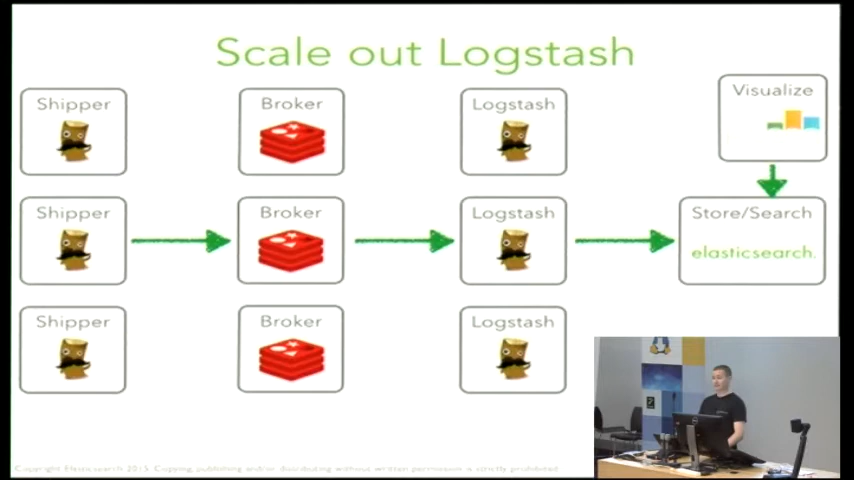 Scale out Logstash
Shipper
Broker
Logstash
Visualize
Shipper
Broker
Logstash
Store/Search
elasticsearch.
Shipper
Broker
Logstash
Copyright Elasticsearch 2015. Copying, publishing and/or distributing without written permission is strictly prohibited